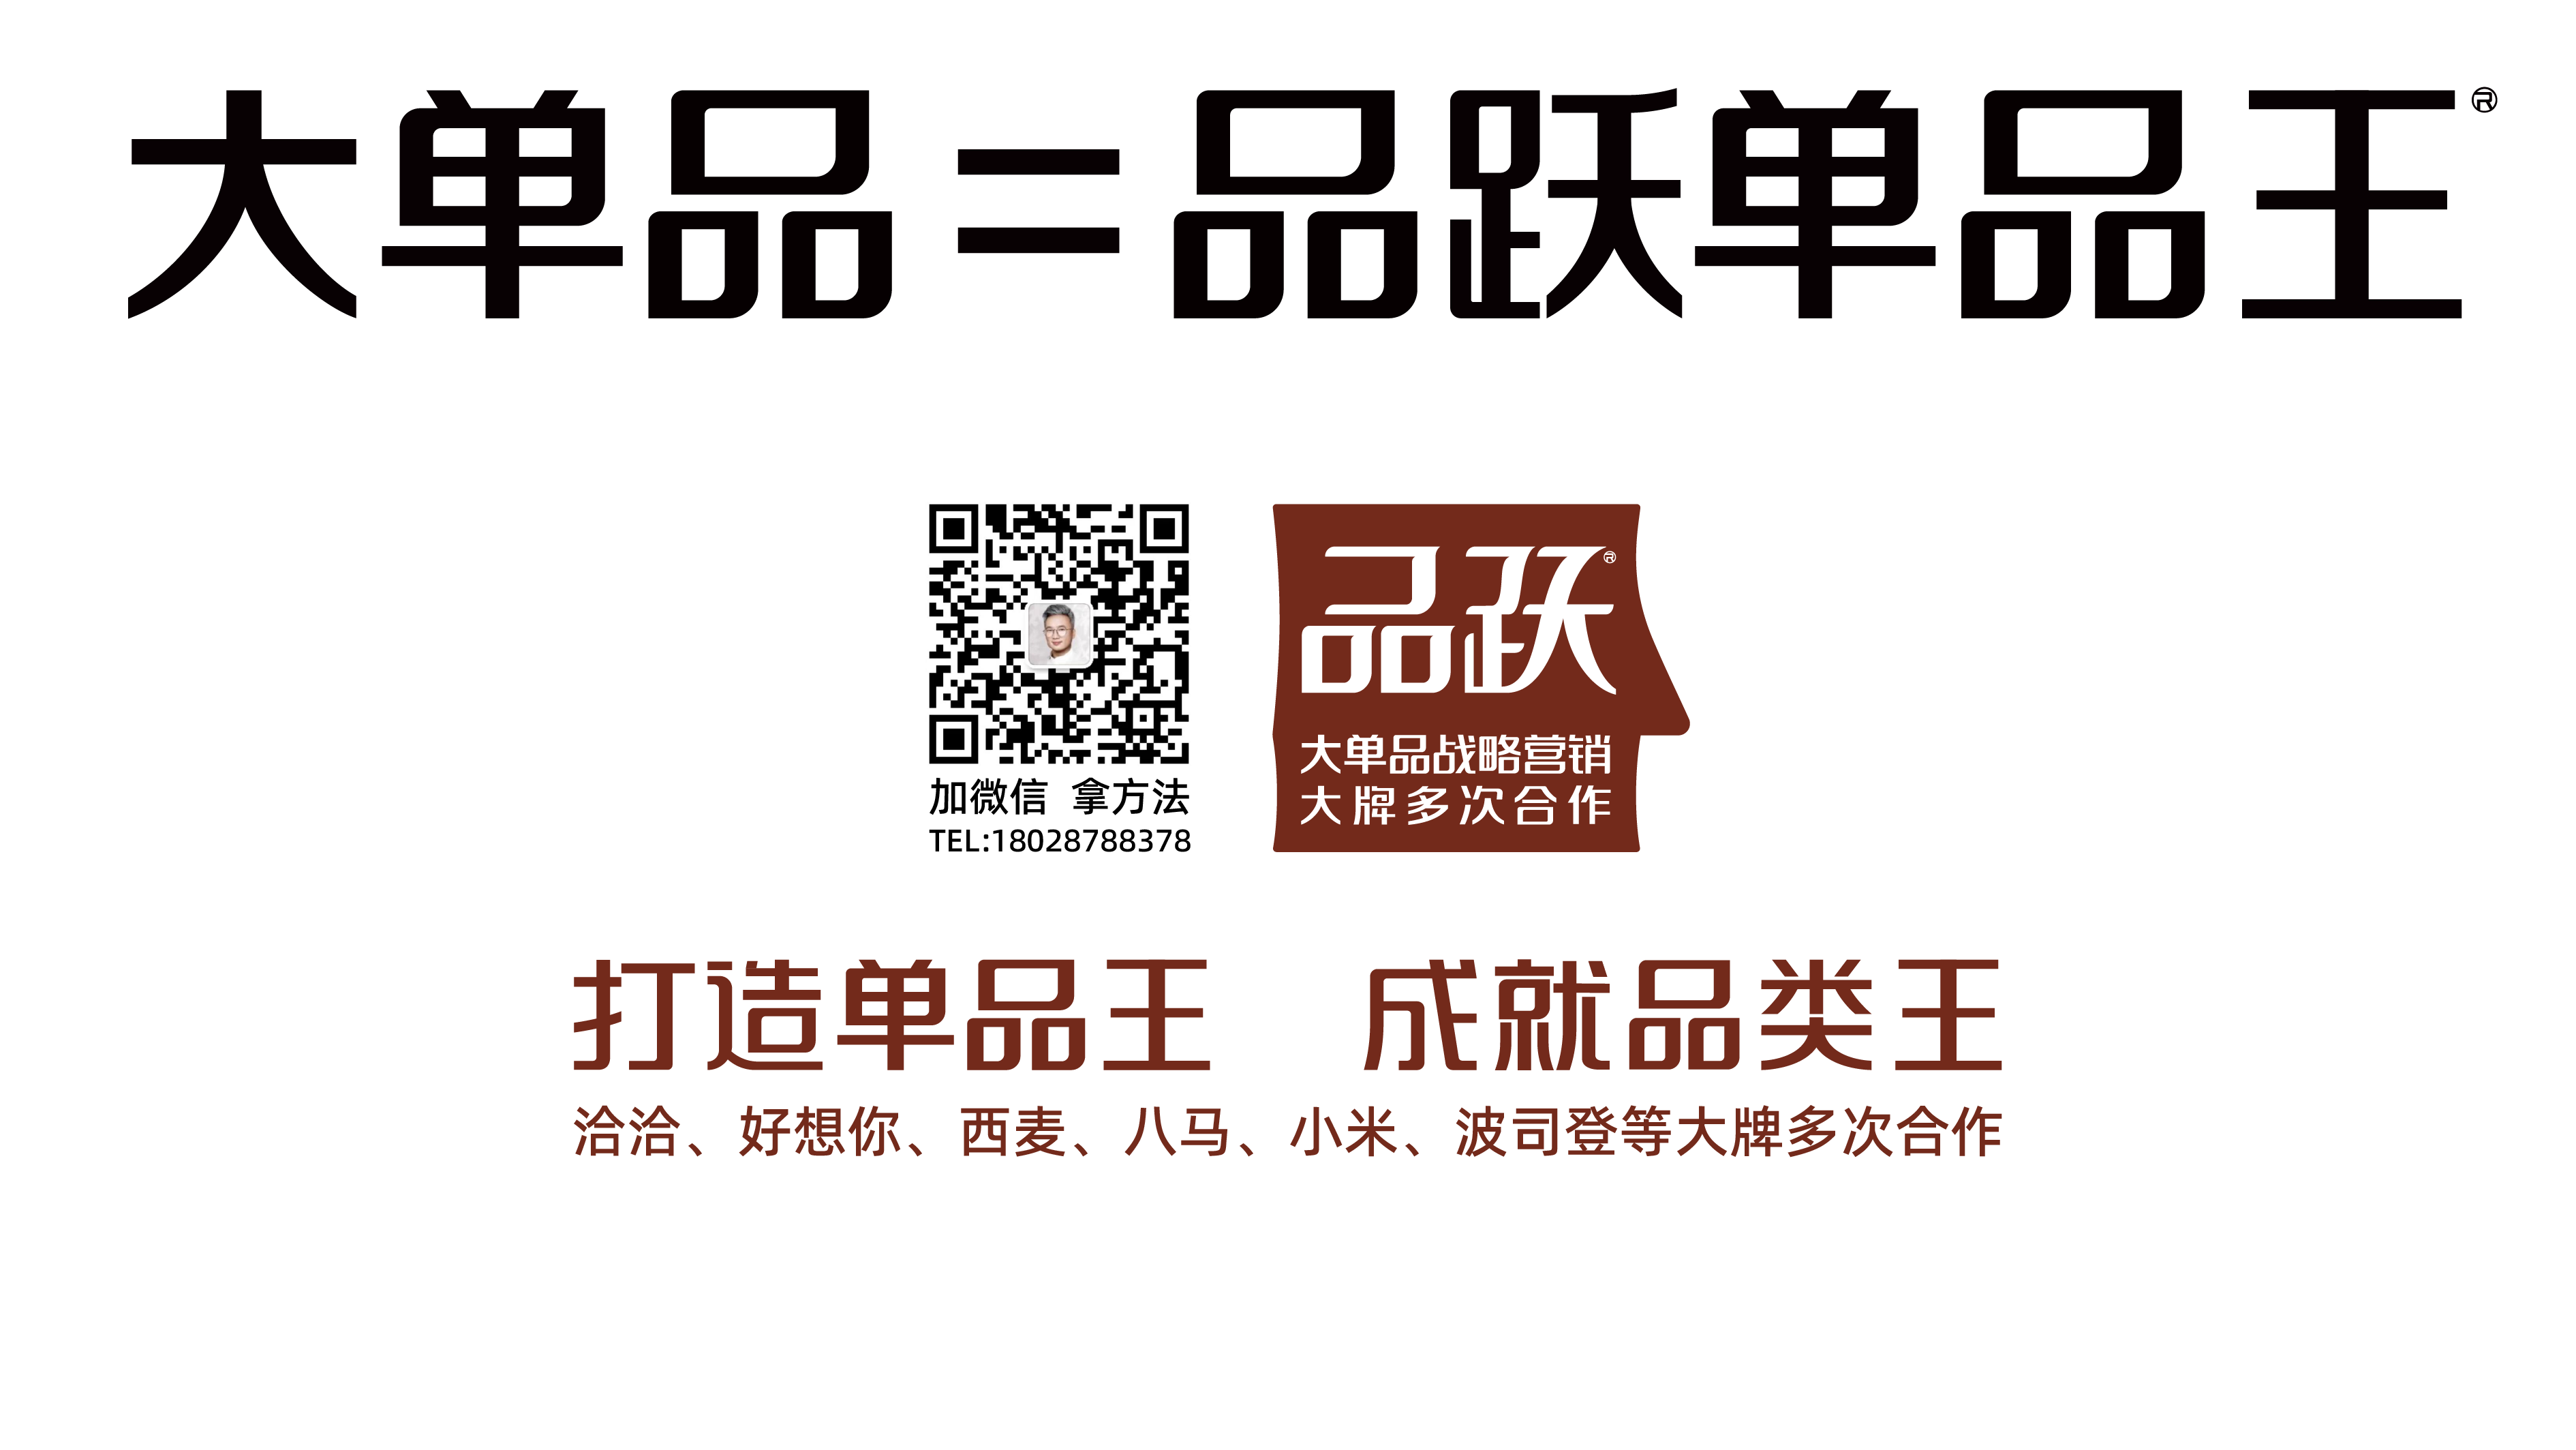 大单品=品跃单品王®
加微信 拿方法
TEL:18028788378
品跃®
大单品战略营销
大牌多次合作
打造单品王 成就品类王
洽洽、好想你、西麦、八马、小米、波司登等大牌多次合作